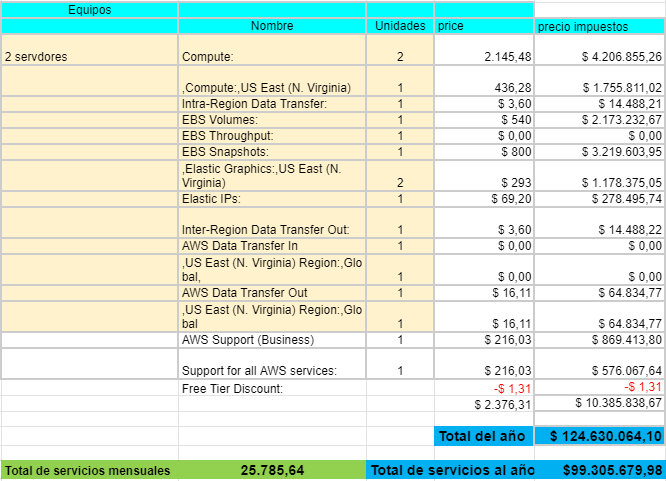 Equipos
Nombre Unidades price precio impuestos
2 servdores Compute: 2 2.145,48 $ 4.206.855,26
,Compute:,US East (N. Virginia) 1 436,28 $ 1.755.811,02
Intra-Region Data Transfer: 1 $ 3,60 $ 14.488,21
EBS Volumes: 1 $ 540 $ 2.173.232,67
EBS Throughput: 1 $ 0,00 $ 0,00
EBS Snapshots: 1 $ 800 $ 3.219.603,95
,Elastic Graphics:,US East (N.
Virginia) 2 $ 293 $ 1.178.375,05
Elastic IPs: 1 $ 69,20 $ 278.495,74
Inter-Region Data Transfer Out: 1 $ 3,60 $ 14.488,22
AWS Data Transfer In 1 $ 0,00 $ 0,00
,US East (N. Virginia) Region:,Glo
bal, 1 $ 0,00 $ 0,00
AWS Data Transfer Out 1 $ 16,11 $ 64.834,77
,US East (N. Virginia) Region:,Glo
bal 1 $ 16,11 $ 64.834,77
AWS Support (Business) 1 $ 216,03 $ 869.413,80
Support for all AWS services: 1 $ 216,03 $ 576.067,64
Free Tier Discount: -$ 1,31 -$ 1,31
$ 2.376,31 $ 10.385.838,67
Total del año $ 124.630.064,10
Total de servicios mensuales 25.785,64 Total de servicios al año $99.305.679,98